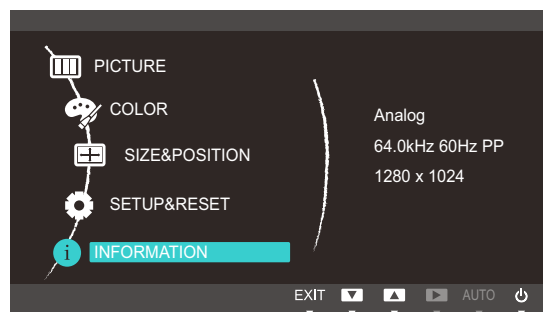 PICTURE
COLOR
SIZE&POSITION
SETUP&RESET
i INFORMATION
Analog
64.0kHz 60Hz PP
1280 x 1024
EXIT AUTO